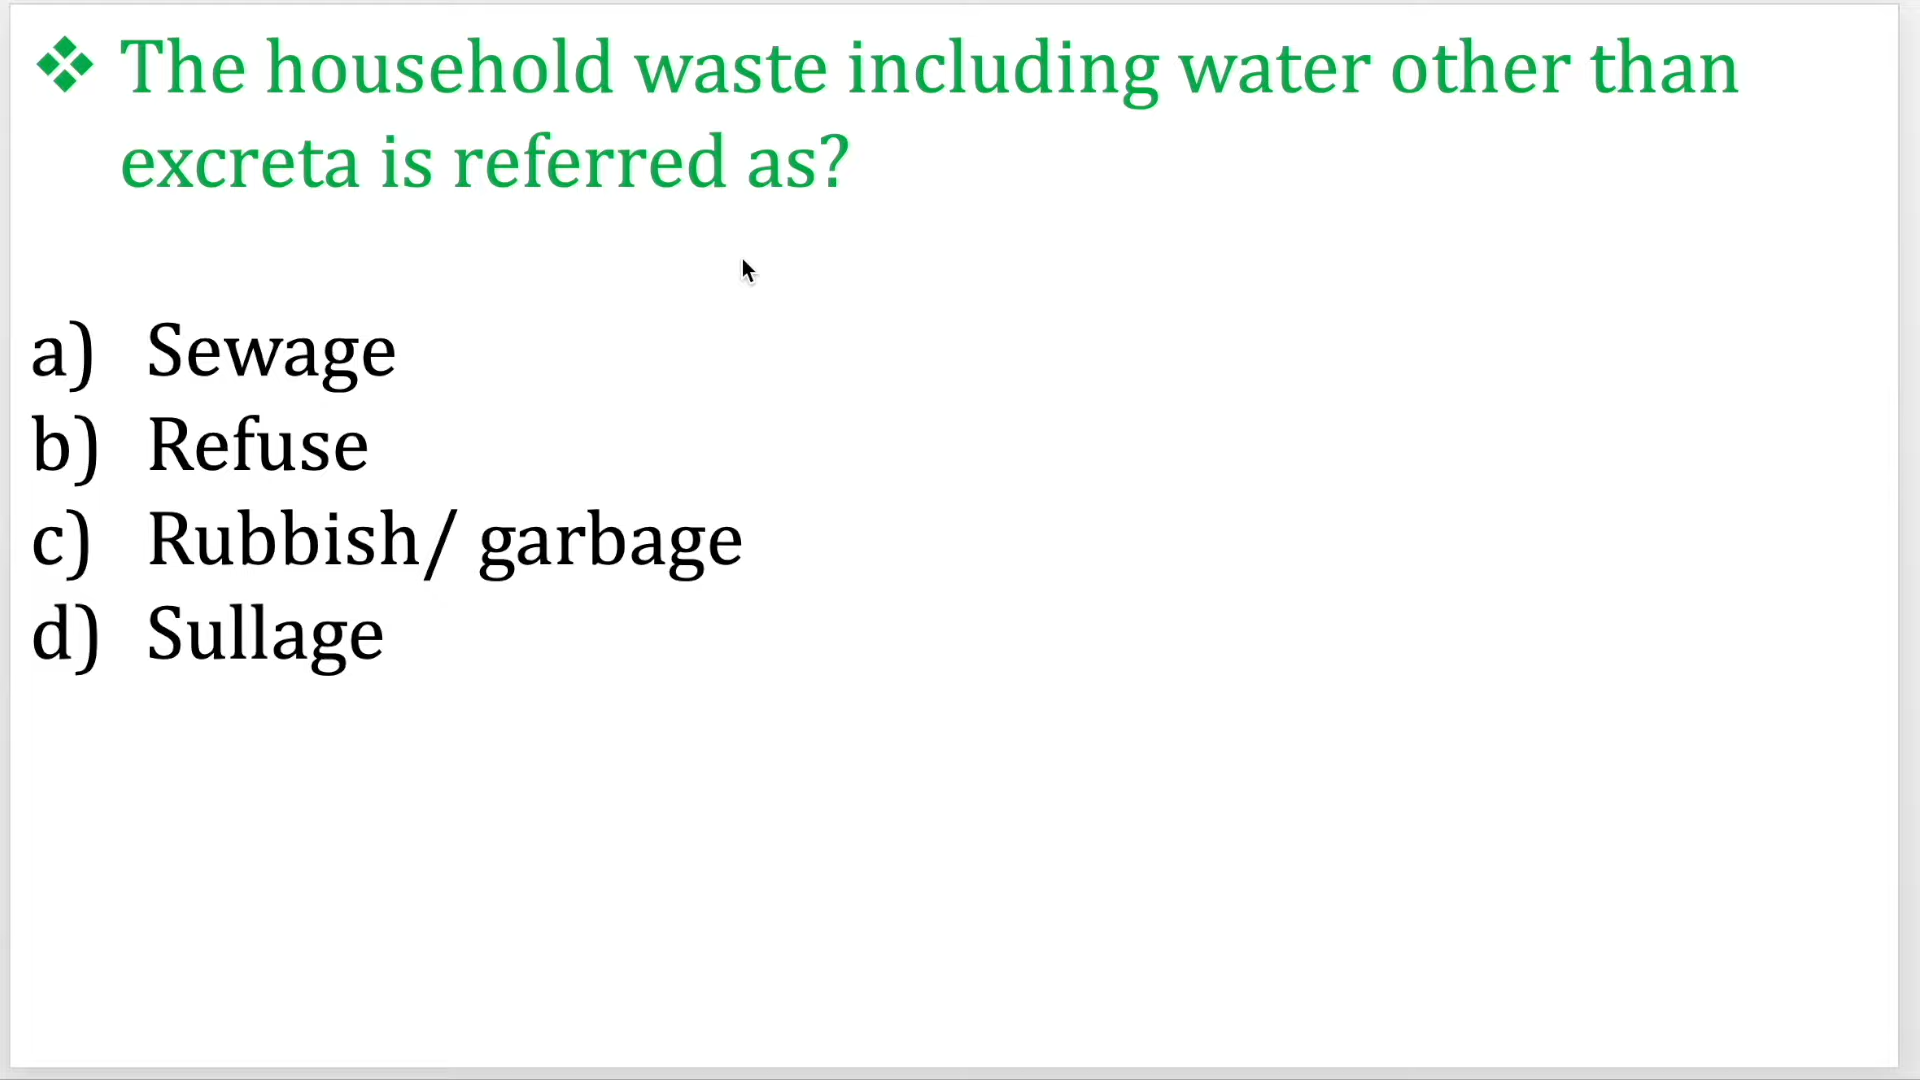 ❖ The household waste including water other than
excreta is referred as?
a) Sewage
b) Refuse
c) Rubbish/ garbage
d) Sullage